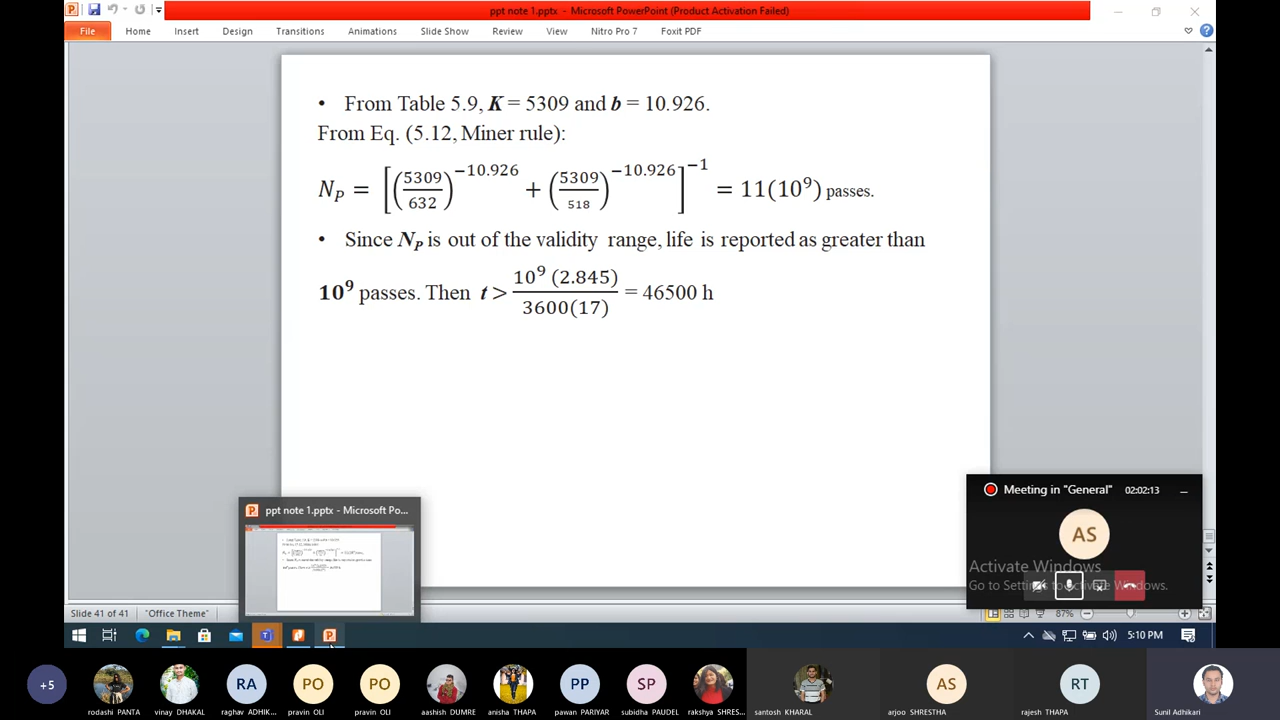 ppt note 1.pptx - Microsoft PowerPoint (Product Activation Failed)
File Home Insert Design Transitions Animations Slide Show Review View Nitro Pro 7 Foxit PDF
• From Table 5.9, K = 5309 and b = 10.926.
From Eq. (5.12, Miner rule):
N_P = [(5309/632)^−10.926 + (5309/518)^−10.926]^−1 = 11(10^9) passes.
• Since N_P is out of the validity range, life is reported as greater than
10^9 passes. Then t > 10^9 (2.845)/3600(17) = 46500 h
ppt note 1.pptx - Microsoft Po...
Meeting in "General" 02:02:13
AS
Activate Windows
Go to Settings to activate Windows.
Slide 41 of 41 "Office Theme" 87%
5:10 PM
+5 RA PO PO PP SP AS RT
rodashi PANTA vinay DHAKAL raghav ADHIK... pravin OLI pravin OLI aashish DUMRE anisha THAPA pawan PARIYAR subidha PAUDEL rakshya SHRES... santosh KHARAL arjoo SHRESTHA rajesh THAPA Sunil Adhikari